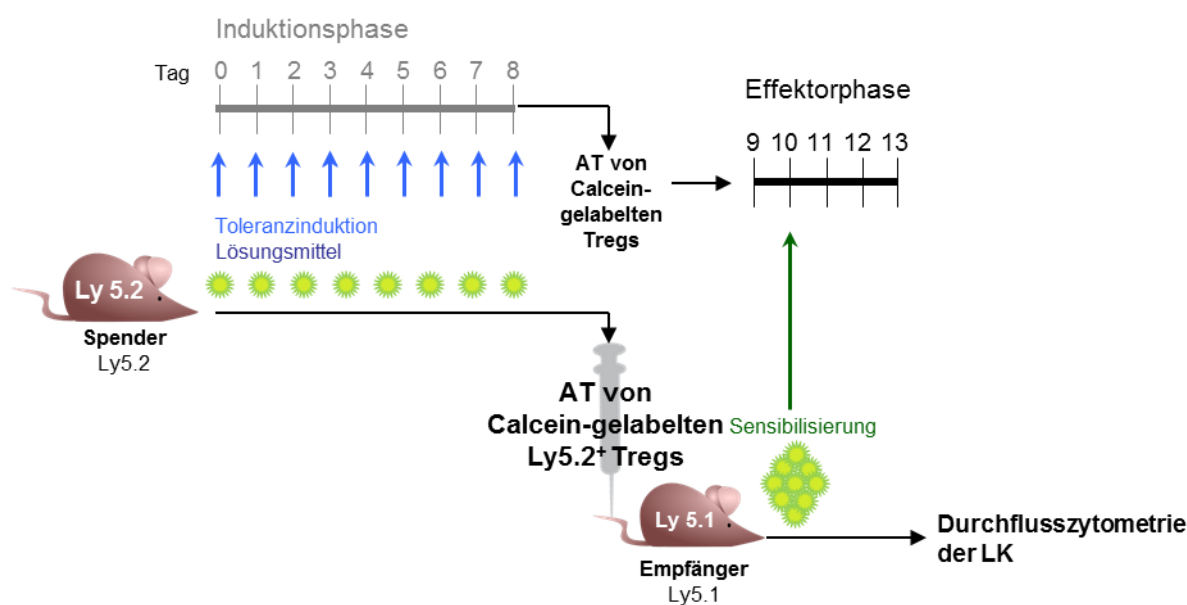 Induktionsphase
Tag 0 1 2 3 4 5 6 7 8
Effektorphase
9 10 11 12 13
AT von
Calcein-
gelabelten
Tregs
Toleranzinduktion
Lösungsmittel
Ly 5.2
Spender
Ly5.2
AT von
Calcein-gelabelten
Ly5.2⁺ Tregs
Sensibilisierung
Ly 5.1
Empfänger
Ly5.1
Durchflusszytometrie
der LK